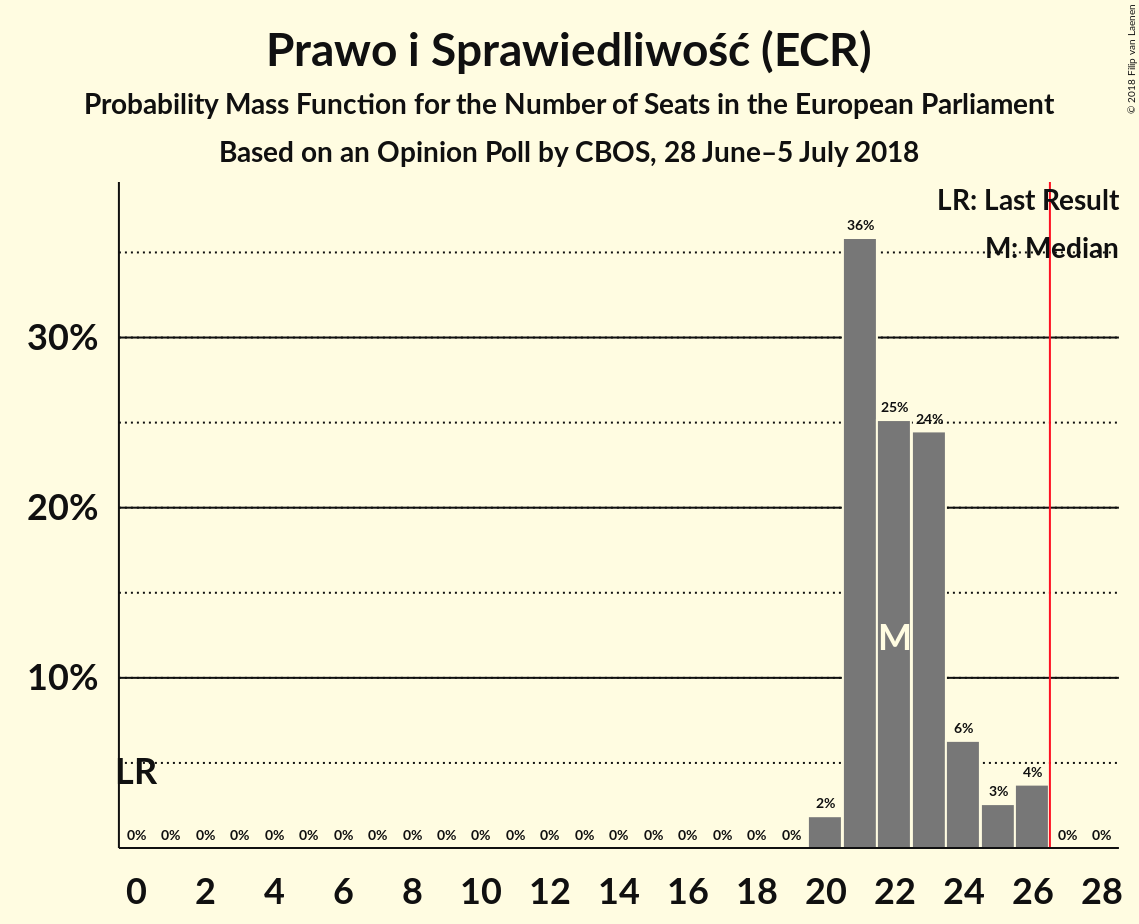 © 2018 Filip van Laenen
Prawo i Sprawiedliwość (ECR)
Probability Mass Function for the Number of Seats in the European Parliament
Based on an Opinion Poll by CBOS, 28 June–5 July 2018
LR: Last Result
M: Median
36%
30%
25% 24%
20%
M
10%
6%
LR
4%
3%
2%
0% 0% 0% 0% 0% 0% 0% 0% 0% 0% 0% 0% 0% 0% 0% 0% 0% 0% 0% 0% 0% 0%
0 2 4 6 8 10 12 14 16 18 20 22 24 26 28